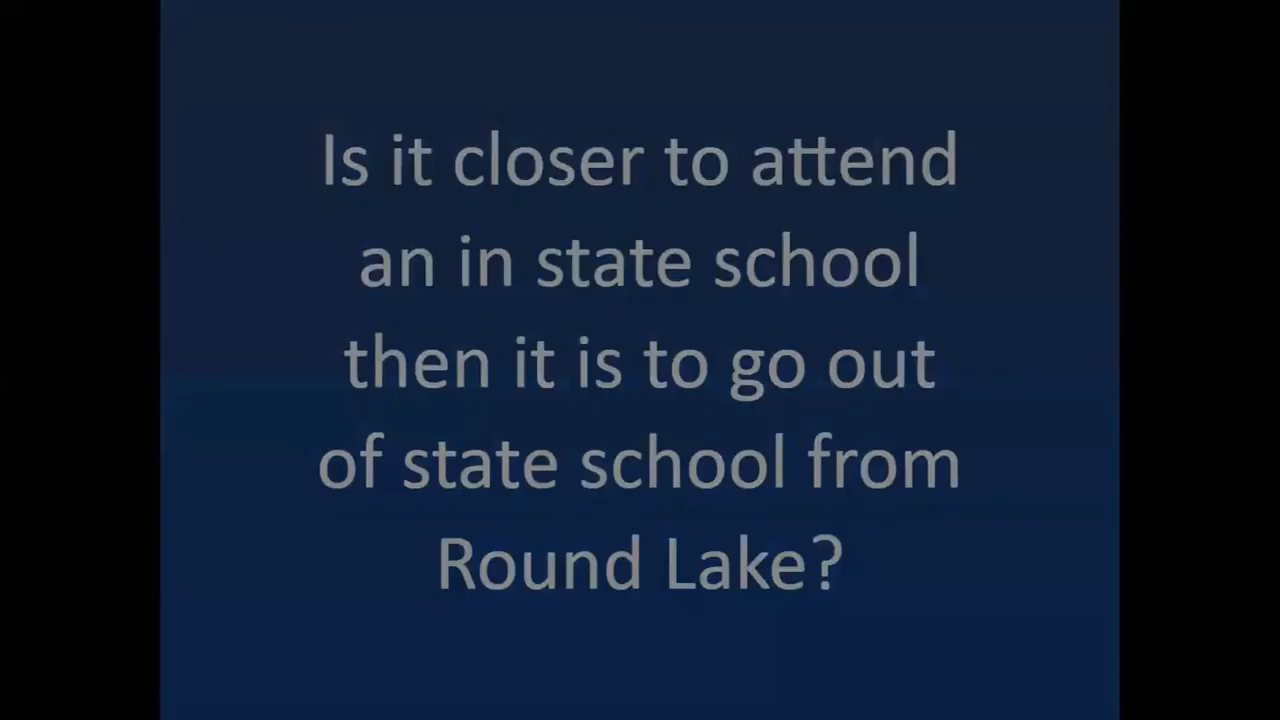 Is it closer to attend
an in state school
then it is to go out
of state school from
Round Lake?